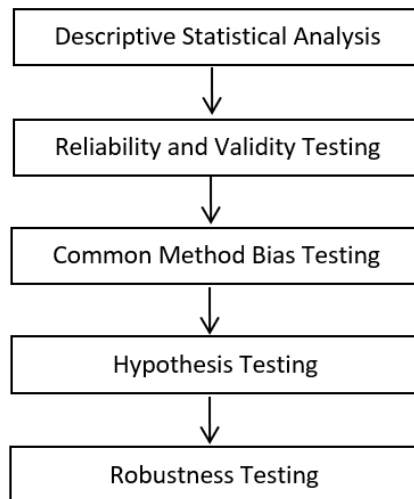 Descriptive Statistical Analysis
Reliability and Validity Testing
Common Method Bias Testing
Hypothesis Testing
Robustness Testing